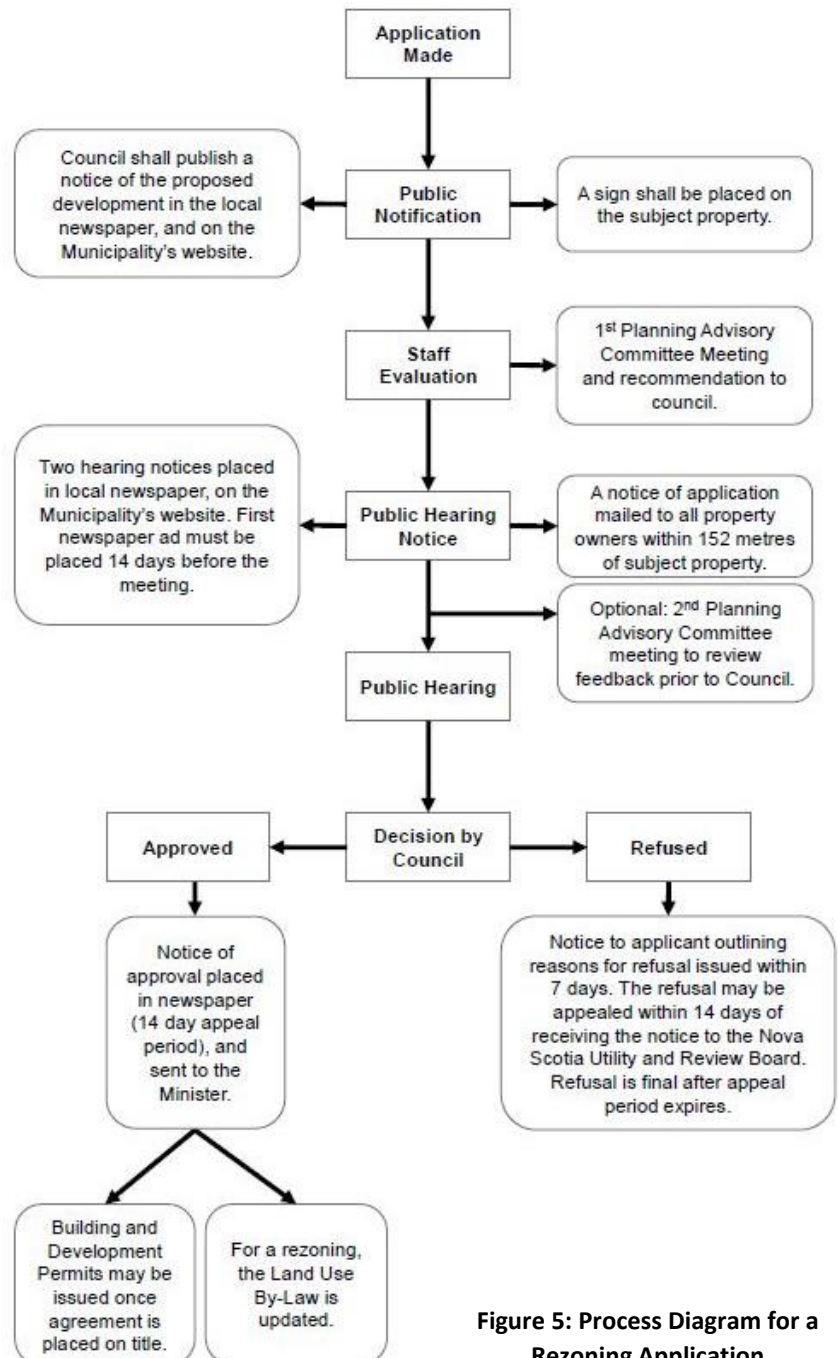 Application
Made
Council shall publish a
notice of the proposed
development in the local
newspaper, and on the
Municipality's website.
Public
Notification
A sign shall be placed on
the subject property.
Staff
Evaluation
1st Planning Advisory
Committee Meeting
and recommendation to
council.
Two hearing notices placed
in local newspaper, on the
Municipality's website. First
newspaper ad must be
placed 14 days before the
meeting.
Public Hearing
Notice
A notice of application
mailed to all property
owners within 152 metres
of subject property.
Optional: 2nd Planning
Advisory Committee
meeting to review
feedback prior to Council.
Public Hearing
Approved
Decision by
Council
Refused
Notice of
approval placed
in newspaper
(14 day appeal
period), and
sent to the
Minister.
Notice to applicant outlining
reasons for refusal issued within
7 days. The refusal may be
appealed within 14 days of
receiving the notice to the Nova
Scotia Utility and Review Board.
Refusal is final after appeal
period expires.
Building and
Development
Permits may be
issued once
agreement is
placed on title.
For a rezoning,
the Land Use
By-Law is
updated.
Figure 5: Process Diagram for a
Rezoning Application